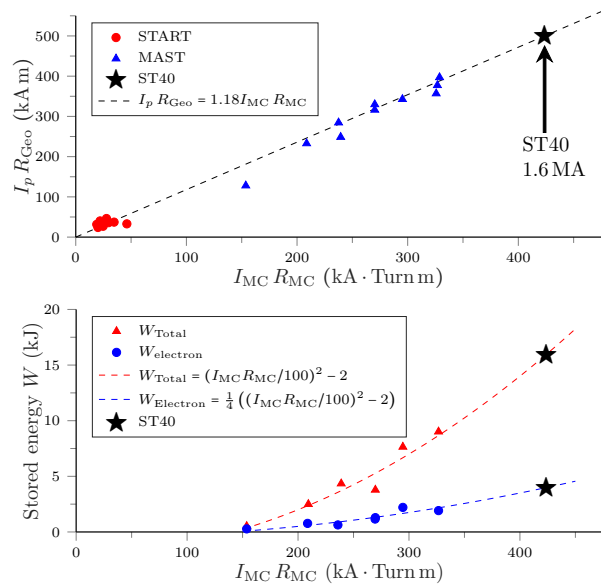 500
400
300
200
100
0
I_p R_Geo (kA m)
START
MAST
ST40
I_p R_Geo = 1.18 I_MC R_MC
ST40
1.6 MA
0 100 200 300 400
I_MC R_MC (kA · Turn m)
20
15
10
5
0
Stored energy W (kJ)
W_Total
W_electron
W_Total = (I_MC R_MC/100)² − 2
W_Electron = ¼ ((I_MC R_MC/100)² − 2)
ST40
0 100 200 300 400
I_MC R_MC (kA · Turn m)